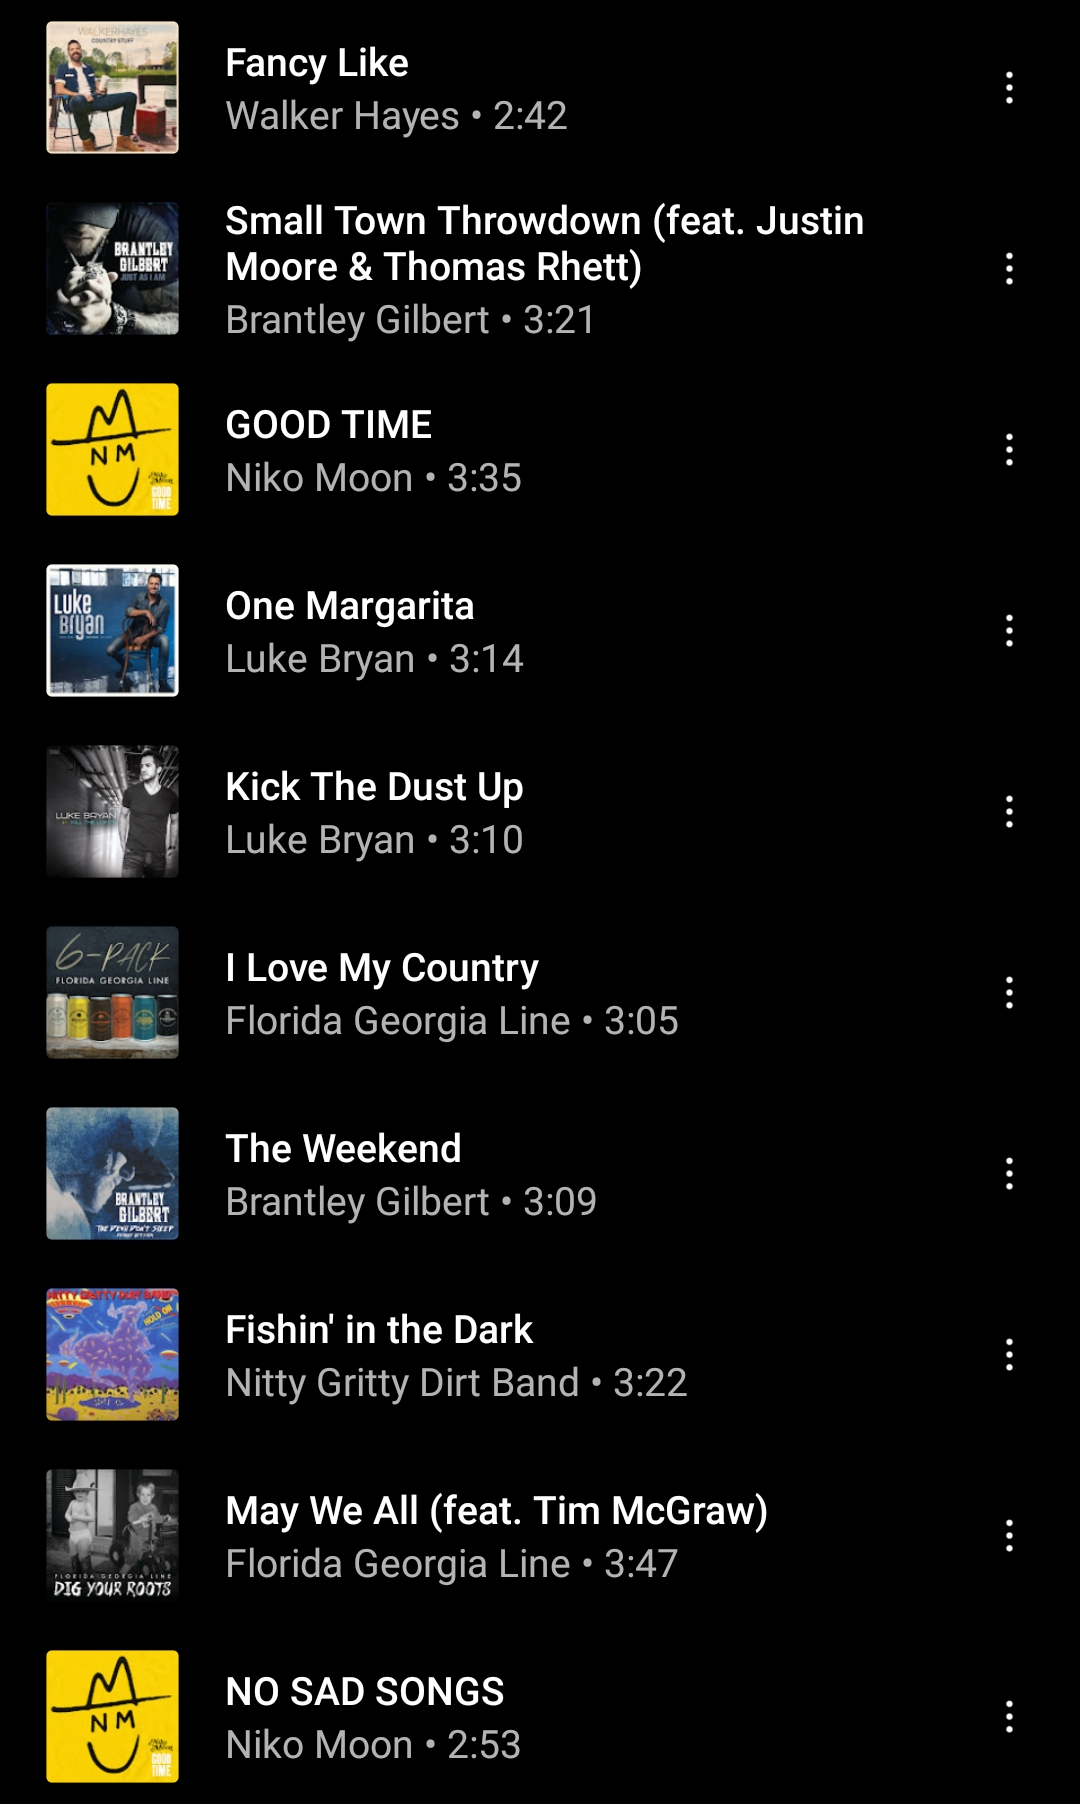 WALKERHAYES
COUNTRY STUFF
Fancy Like
Walker Hayes • 2:42
BRANTLEY
GILBERT
JUST AS I AM
Small Town Throwdown (feat. Justin
Moore & Thomas Rhett)
Brantley Gilbert • 3:21
NM
GOOD
TIME
GOOD TIME
Niko Moon • 3:35
LUKE
BRYAN
One Margarita
Luke Bryan • 3:14
LUKE BRYAN
Kick The Dust Up
Luke Bryan • 3:10
6-PACK
FLORIDA GEORGIA LINE
I Love My Country
Florida Georgia Line • 3:05
BRANTLEY
GILBERT
THE DEVIL DON'T SLEEP
The Weekend
Brantley Gilbert • 3:09
NITTY GRITTY DIRT BAND
HOLD ON
Fishin' in the Dark
Nitty Gritty Dirt Band • 3:22
FLORIDA GEORGIA LINE
DIG YOUR ROOTS
May We All (feat. Tim McGraw)
Florida Georgia Line • 3:47
NM
GOOD
TIME
NO SAD SONGS
Niko Moon • 2:53